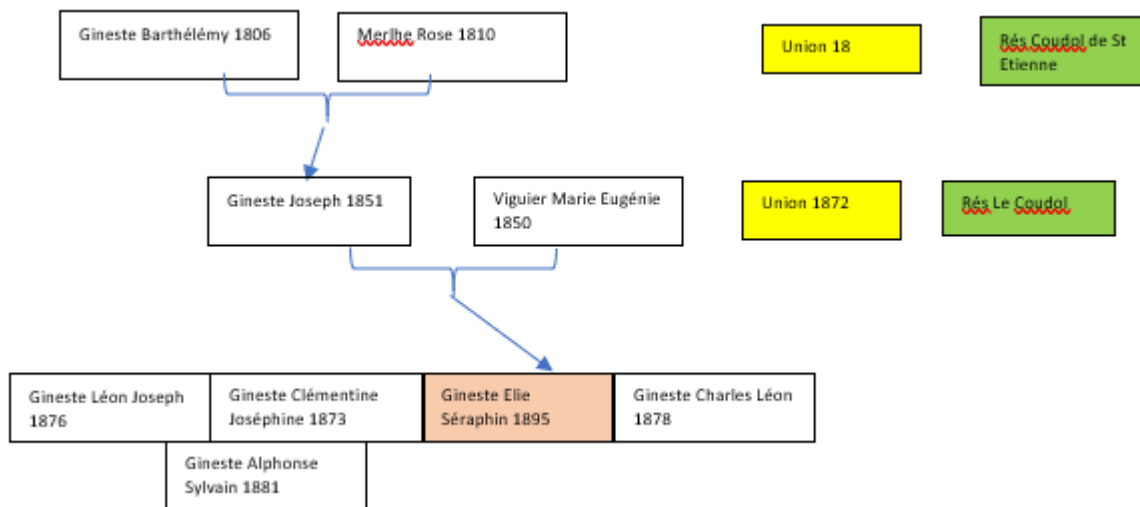 Gineste Barthélémy 1806
Merlhe Rose 1810
Union 18
Rés Coudol de St
Etienne
Gineste Joseph 1851
Viguier Marie Eugénie
1850
Union 1872
Rés Le Coudol
Gineste Léon Joseph
1876
Gineste Clémentine
Joséphine 1873
Gineste Elie
Séraphin 1895
Gineste Charles Léon
1878
Gineste Alphonse
Sylvain 1881